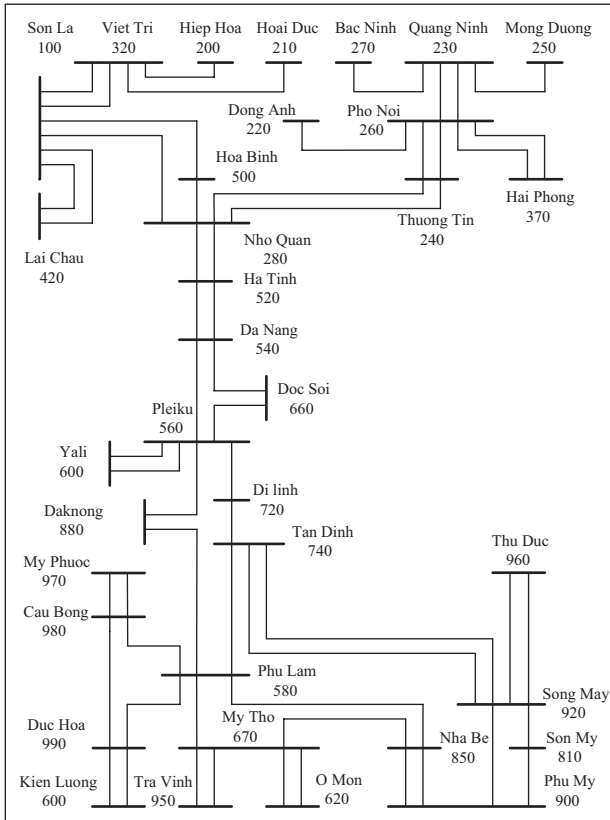 Son La
100
Viet Tri
320
Hiep Hoa
200
Hoai Duc
210
Bac Ninh
270
Quang Ninh
230
Mong Duong
250
Dong Anh
220
Pho Noi
260
Hoa Binh
500
Hai Phong
370
Thuong Tin
240
Lai Chau
420
Nho Quan
280
Ha Tinh
520
Da Nang
540
Doc Soi
660
Pleiku
560
Yali
600
Di linh
720
Daknong
880
Tan Dinh
740
Thu Duc
960
My Phuoc
970
Cau Bong
980
Phu Lam
580
Song May
920
Duc Hoa
990
My Tho
670
Nha Be
850
Son My
810
Kien Luong
600
Tra Vinh
950
O Mon
620
Phu My
900